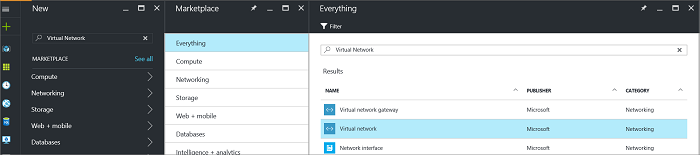 New
Virtual Network
MARKETPLACE See all
Compute
Networking
Storage
Web + mobile
Databases
Marketplace
Everything
Compute
Networking
Storage
Web + mobile
Databases
Intelligence + analytics
Everything
Filter
Virtual Network
Results
NAME PUBLISHER CATEGORY
Virtual network gateway Microsoft Networking
Virtual network Microsoft Networking
Network interface Microsoft Networking